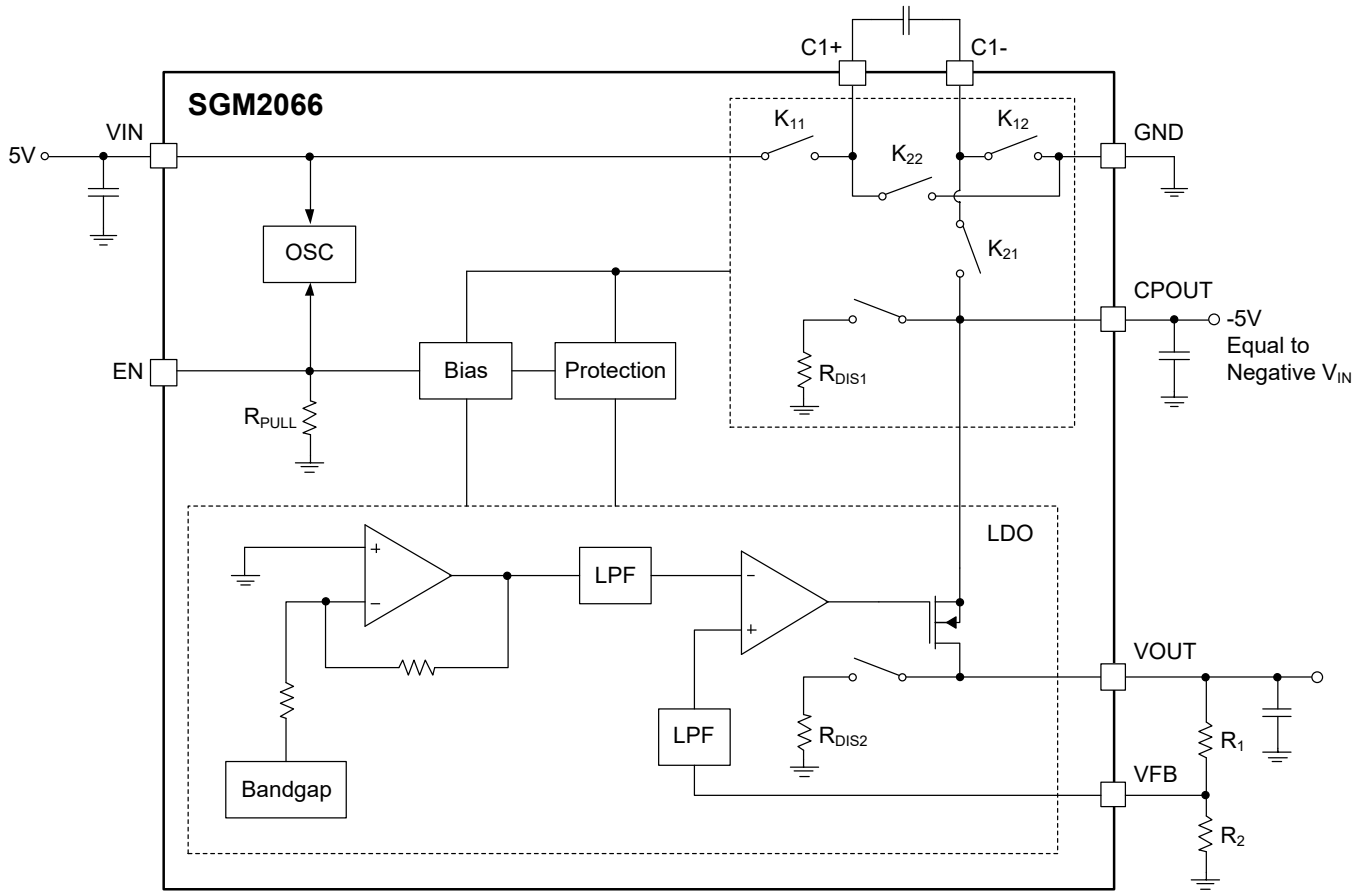 C1+
C1-
SGM2066
VIN
5V
K11
K12
K22
K21
GND
OSC
CPOUT
-5V
Equal to
Negative VIN
EN
Bias
Protection
RDIS1
RPULL
LDO
+
−
LPF
−
+
VOUT
LPF
RDIS2
R1
Bandgap
VFB
R2